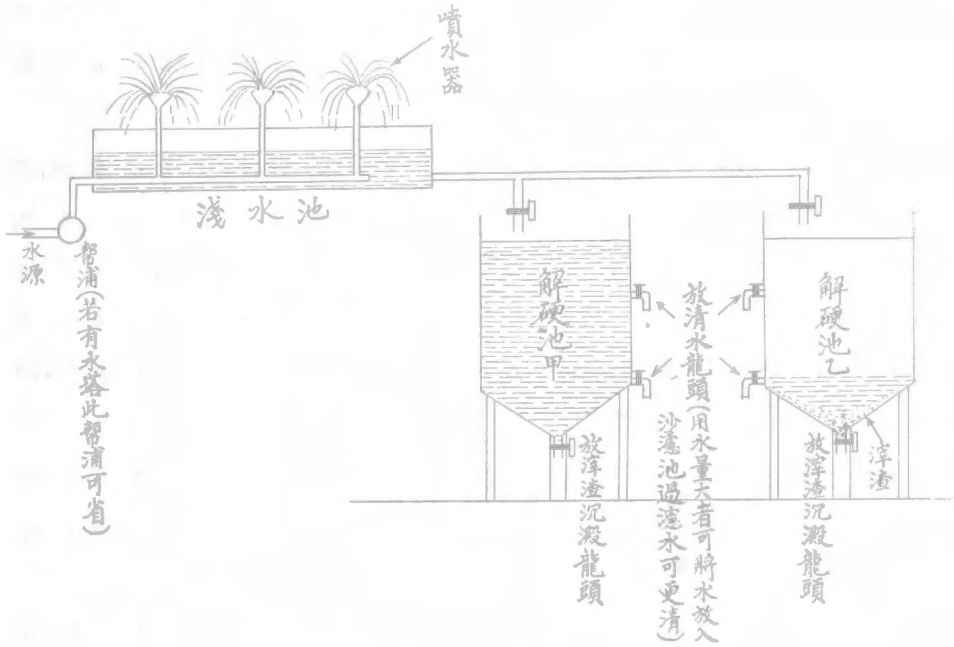 噴水器
淺水池
水源
帮浦(若有水塔此帮浦可省)
解硬池甲
放清水龍頭(用水量大者可將水放入
沙濾池過濾水可更清)
解硬池乙
放滓渣沉澱龍頭
滓渣
放滓渣沉澱龍頭